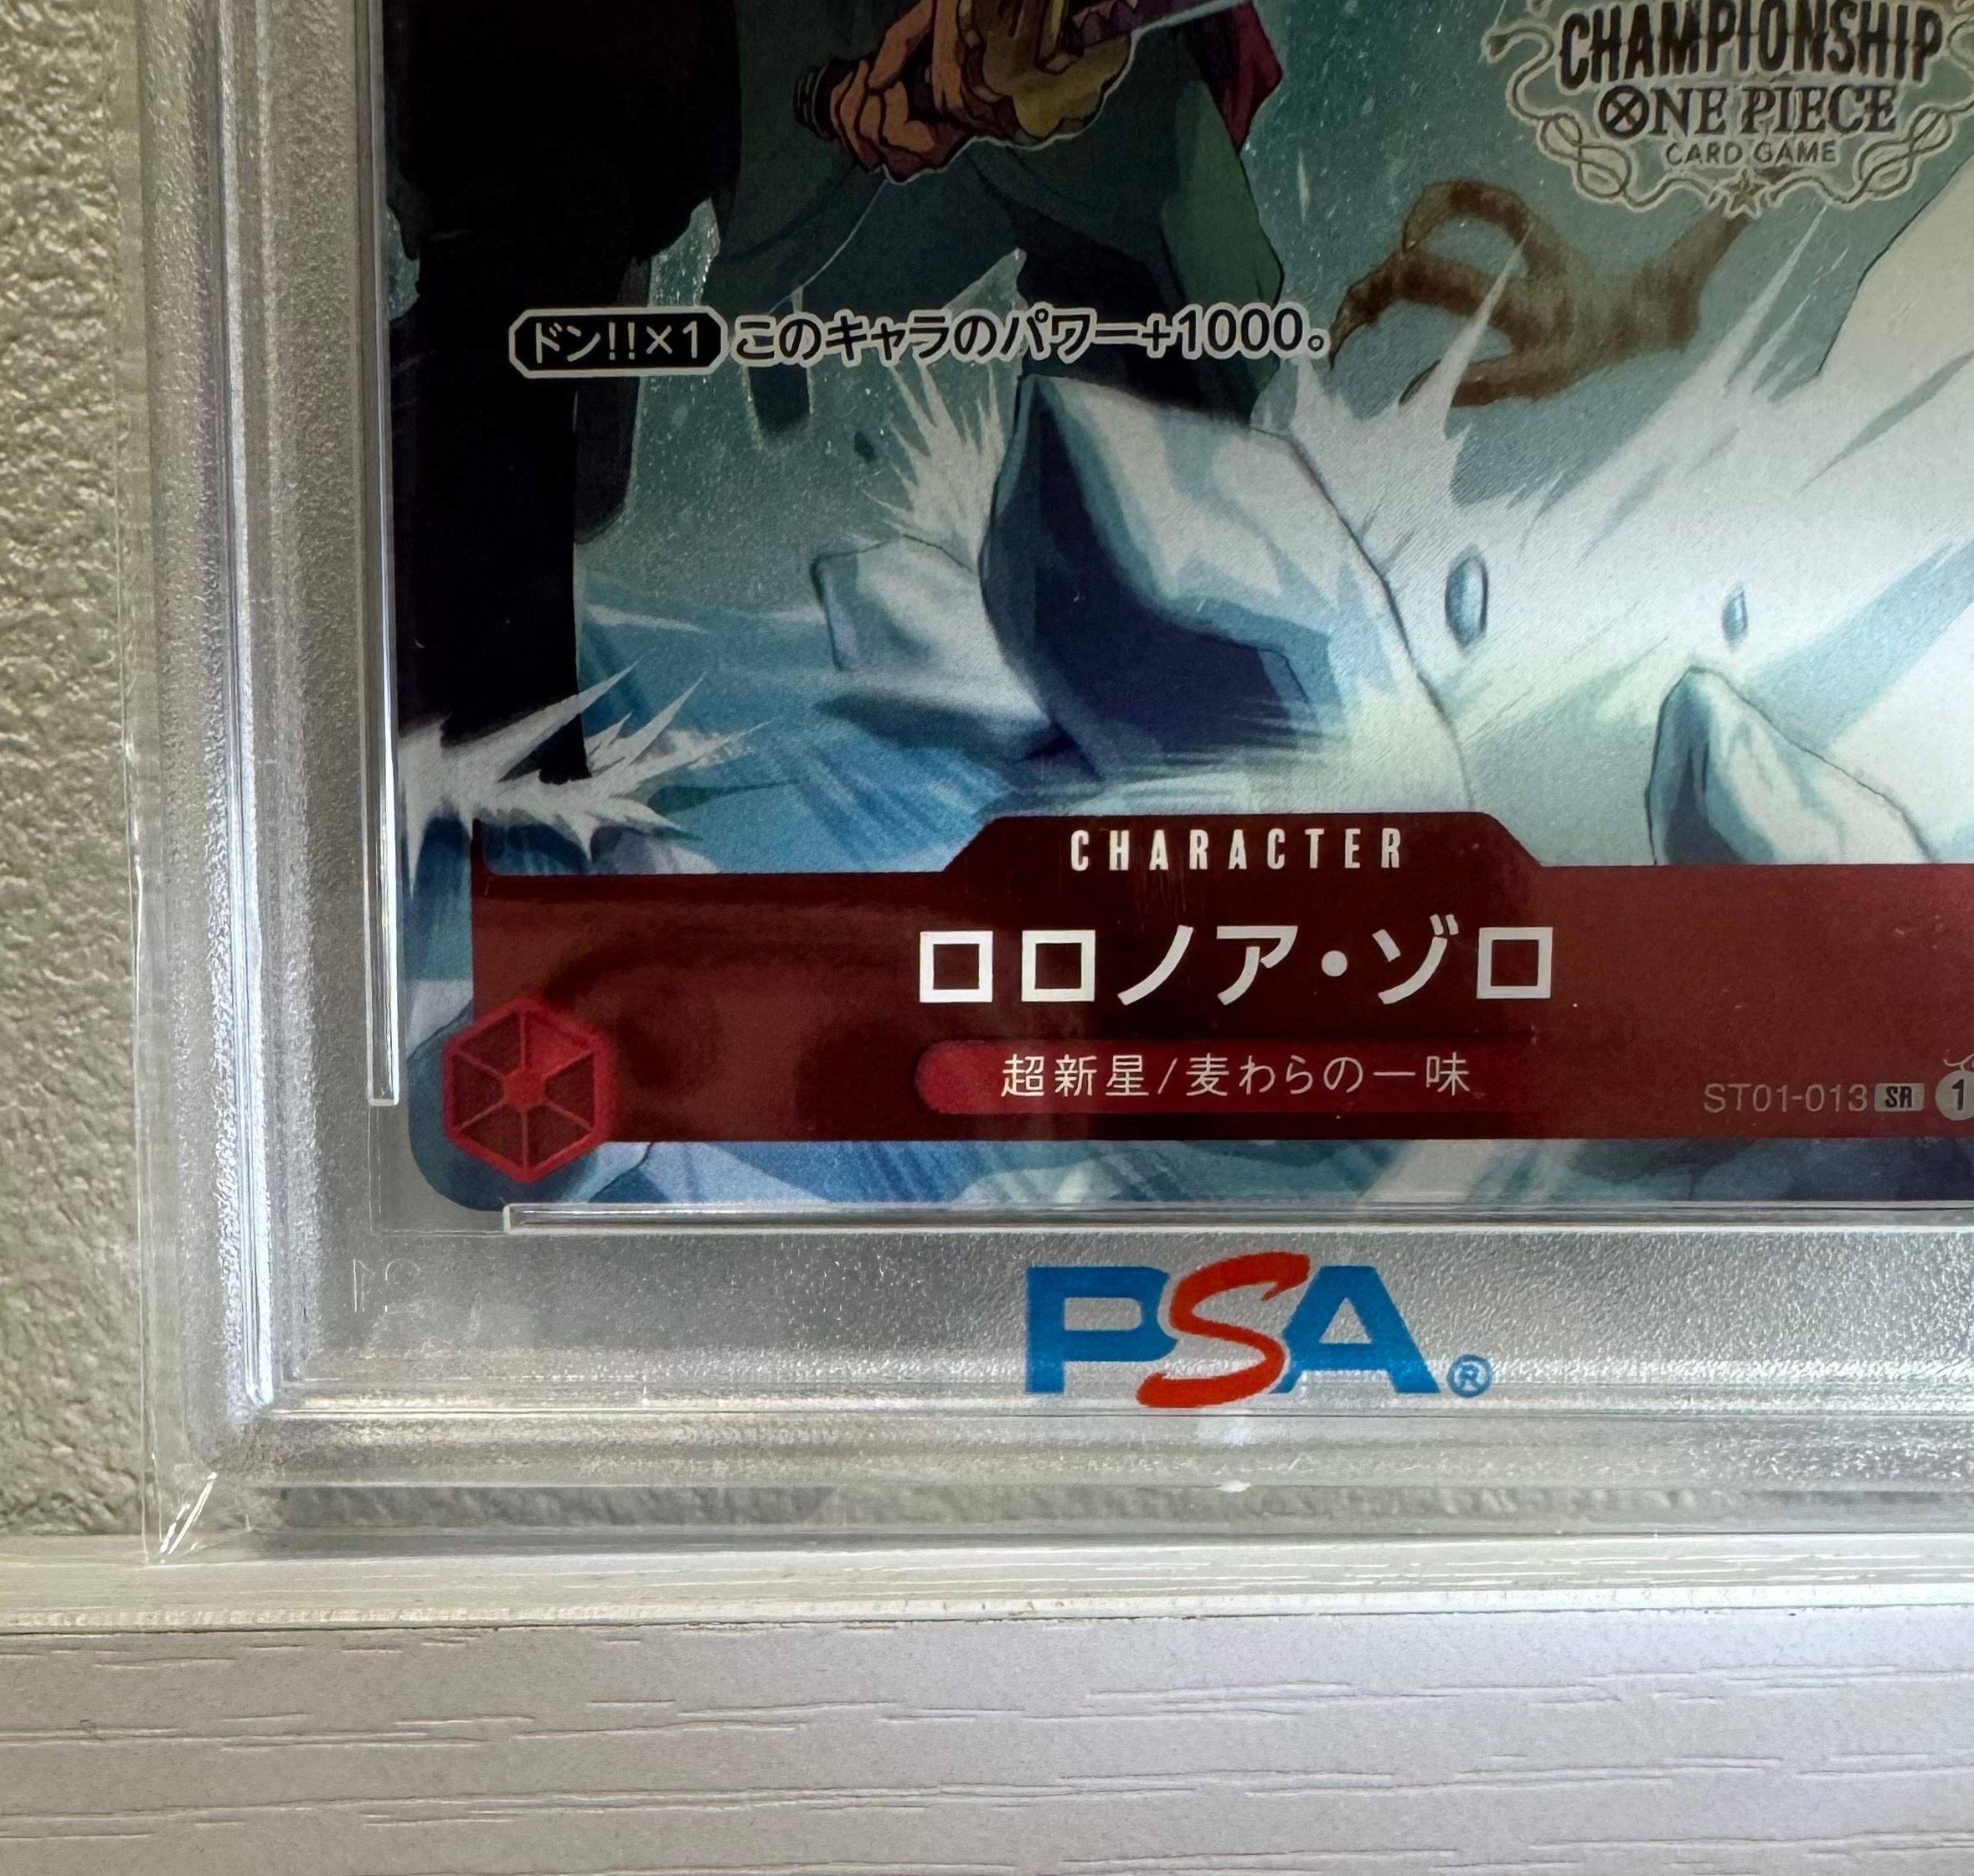 CHAMPIONSHIP
ONE PIECE
CARD GAME
ドン!!×1 このキャラのパワー+1000。
CHARACTER
ロロノア・ゾロ
超新星/麦わらの一味
ST01-013 SR 1
PSA®